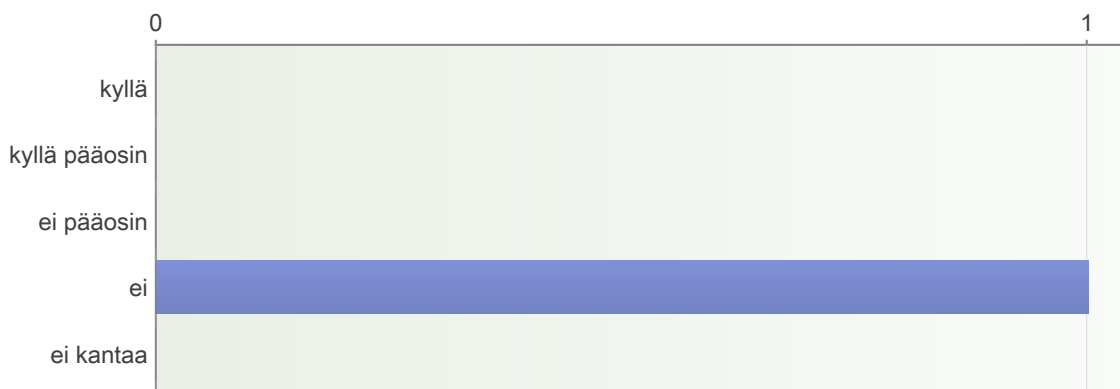 0 1
kyllä
kyllä pääosin
ei pääosin
ei
ei kantaa